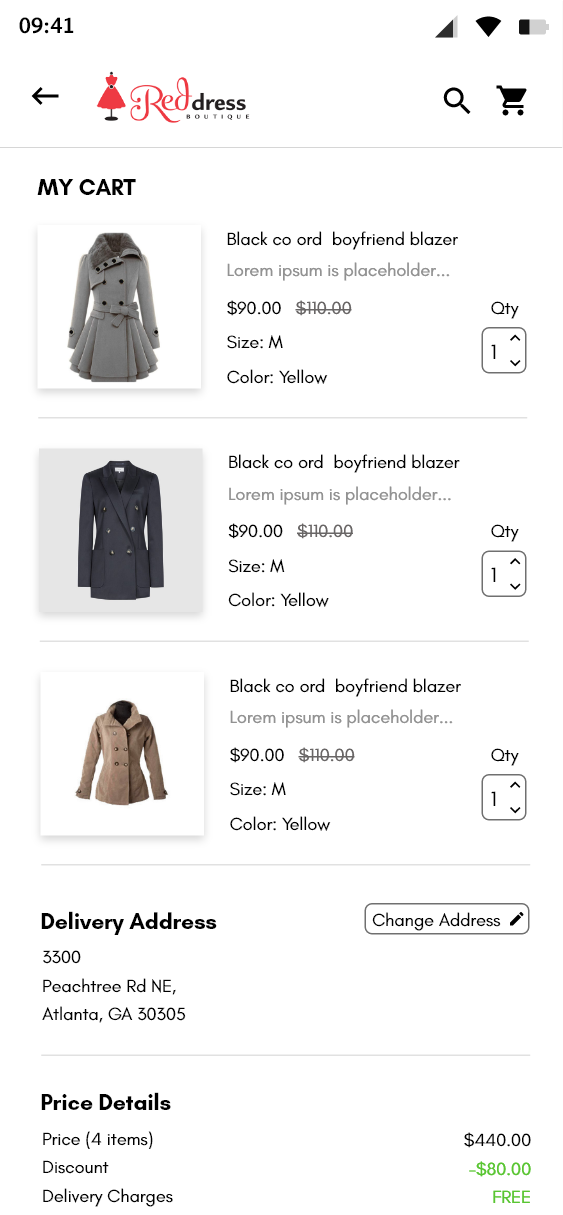 09:41
Red dress
BOUTIQUE
MY CART
Black co ord  boyfriend blazer
Lorem ipsum is placeholder...
$90.00 $110.00 Qty
Size: M 1
Color: Yellow
Black co ord  boyfriend blazer
Lorem ipsum is placeholder...
$90.00 $110.00 Qty
Size: M 1
Color: Yellow
Black co ord  boyfriend blazer
Lorem ipsum is placeholder...
$90.00 $110.00 Qty
Size: M 1
Color: Yellow
Delivery Address Change Address
3300
Peachtree Rd NE,
Atlanta, GA 30305
Price Details
Price (4 items) $440.00
Discount -$80.00
Delivery Charges FREE